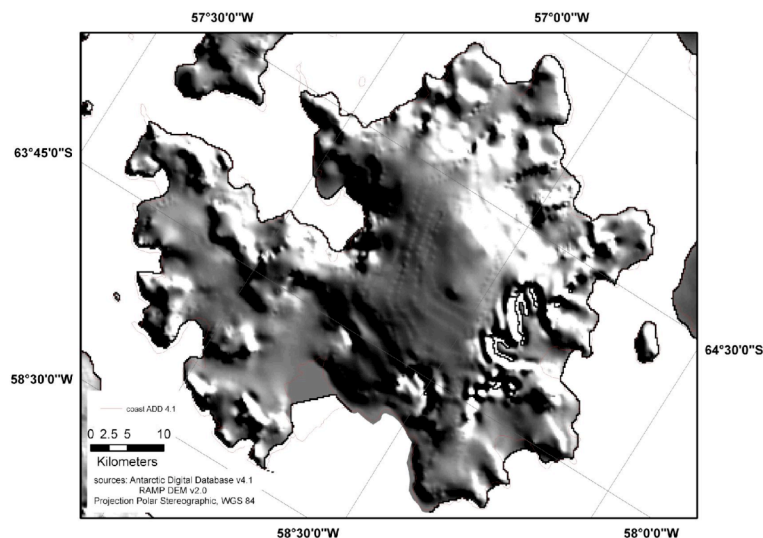 57°30'0"W
57°0'0"W
63°45'0"S
64°30'0"S
58°30'0"W
coast ADD 4.1
0 2.5 5 10
Kilometers
sources: Antarctic Digital Database v4.1
RAMP DEM v2.0
Projection Polar Stereographic, WGS 84
58°30'0"W
58°0'0"W